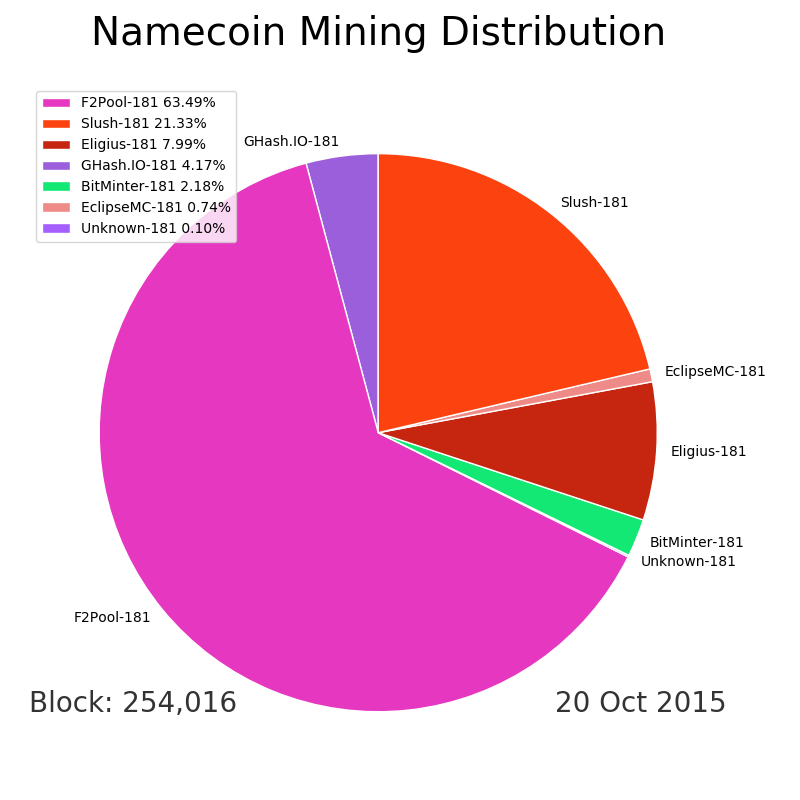 Namecoin Mining Distribution
F2Pool-181 63.49%
Slush-181 21.33%
Eligius-181 7.99%
GHash.IO-181 4.17%
BitMinter-181 2.18%
EclipseMC-181 0.74%
Unknown-181 0.10%
GHash.IO-181
Slush-181
EclipseMC-181
Eligius-181
BitMinter-181
Unknown-181
F2Pool-181
Block: 254,016
20 Oct 2015